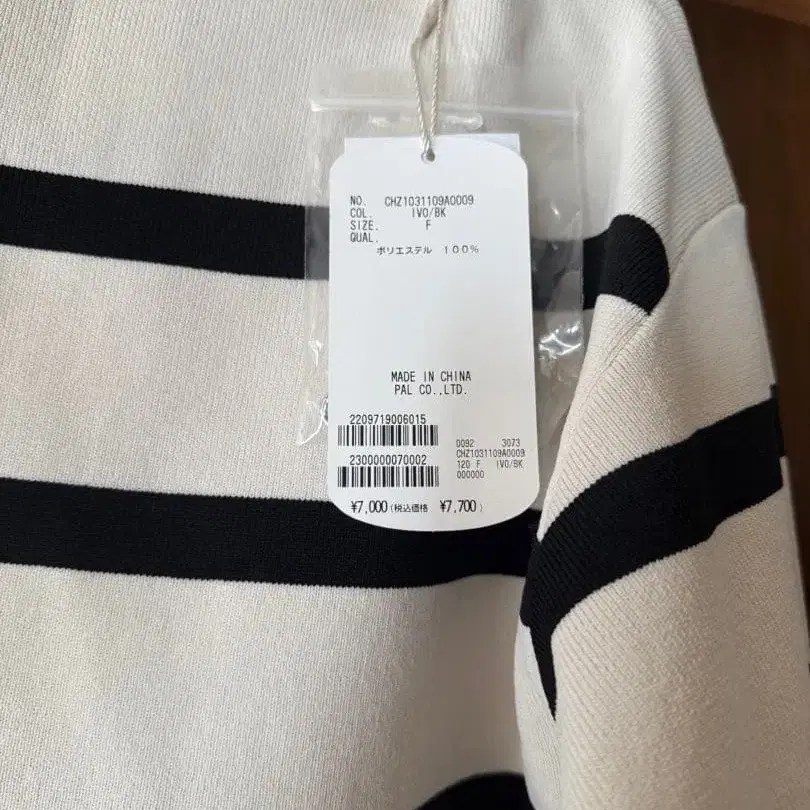 NO. CHZ1031109A0009
COL. IVO/BK
SIZE. F
QUAL.
ポリエステル 100%
MADE IN CHINA
PAL CO.,LTD.
2209719006015
2300000070002
0092 3073
CHZ1031109A0009
120 F IVO/BK
000000
¥7,000(税込価格 ¥7,700)